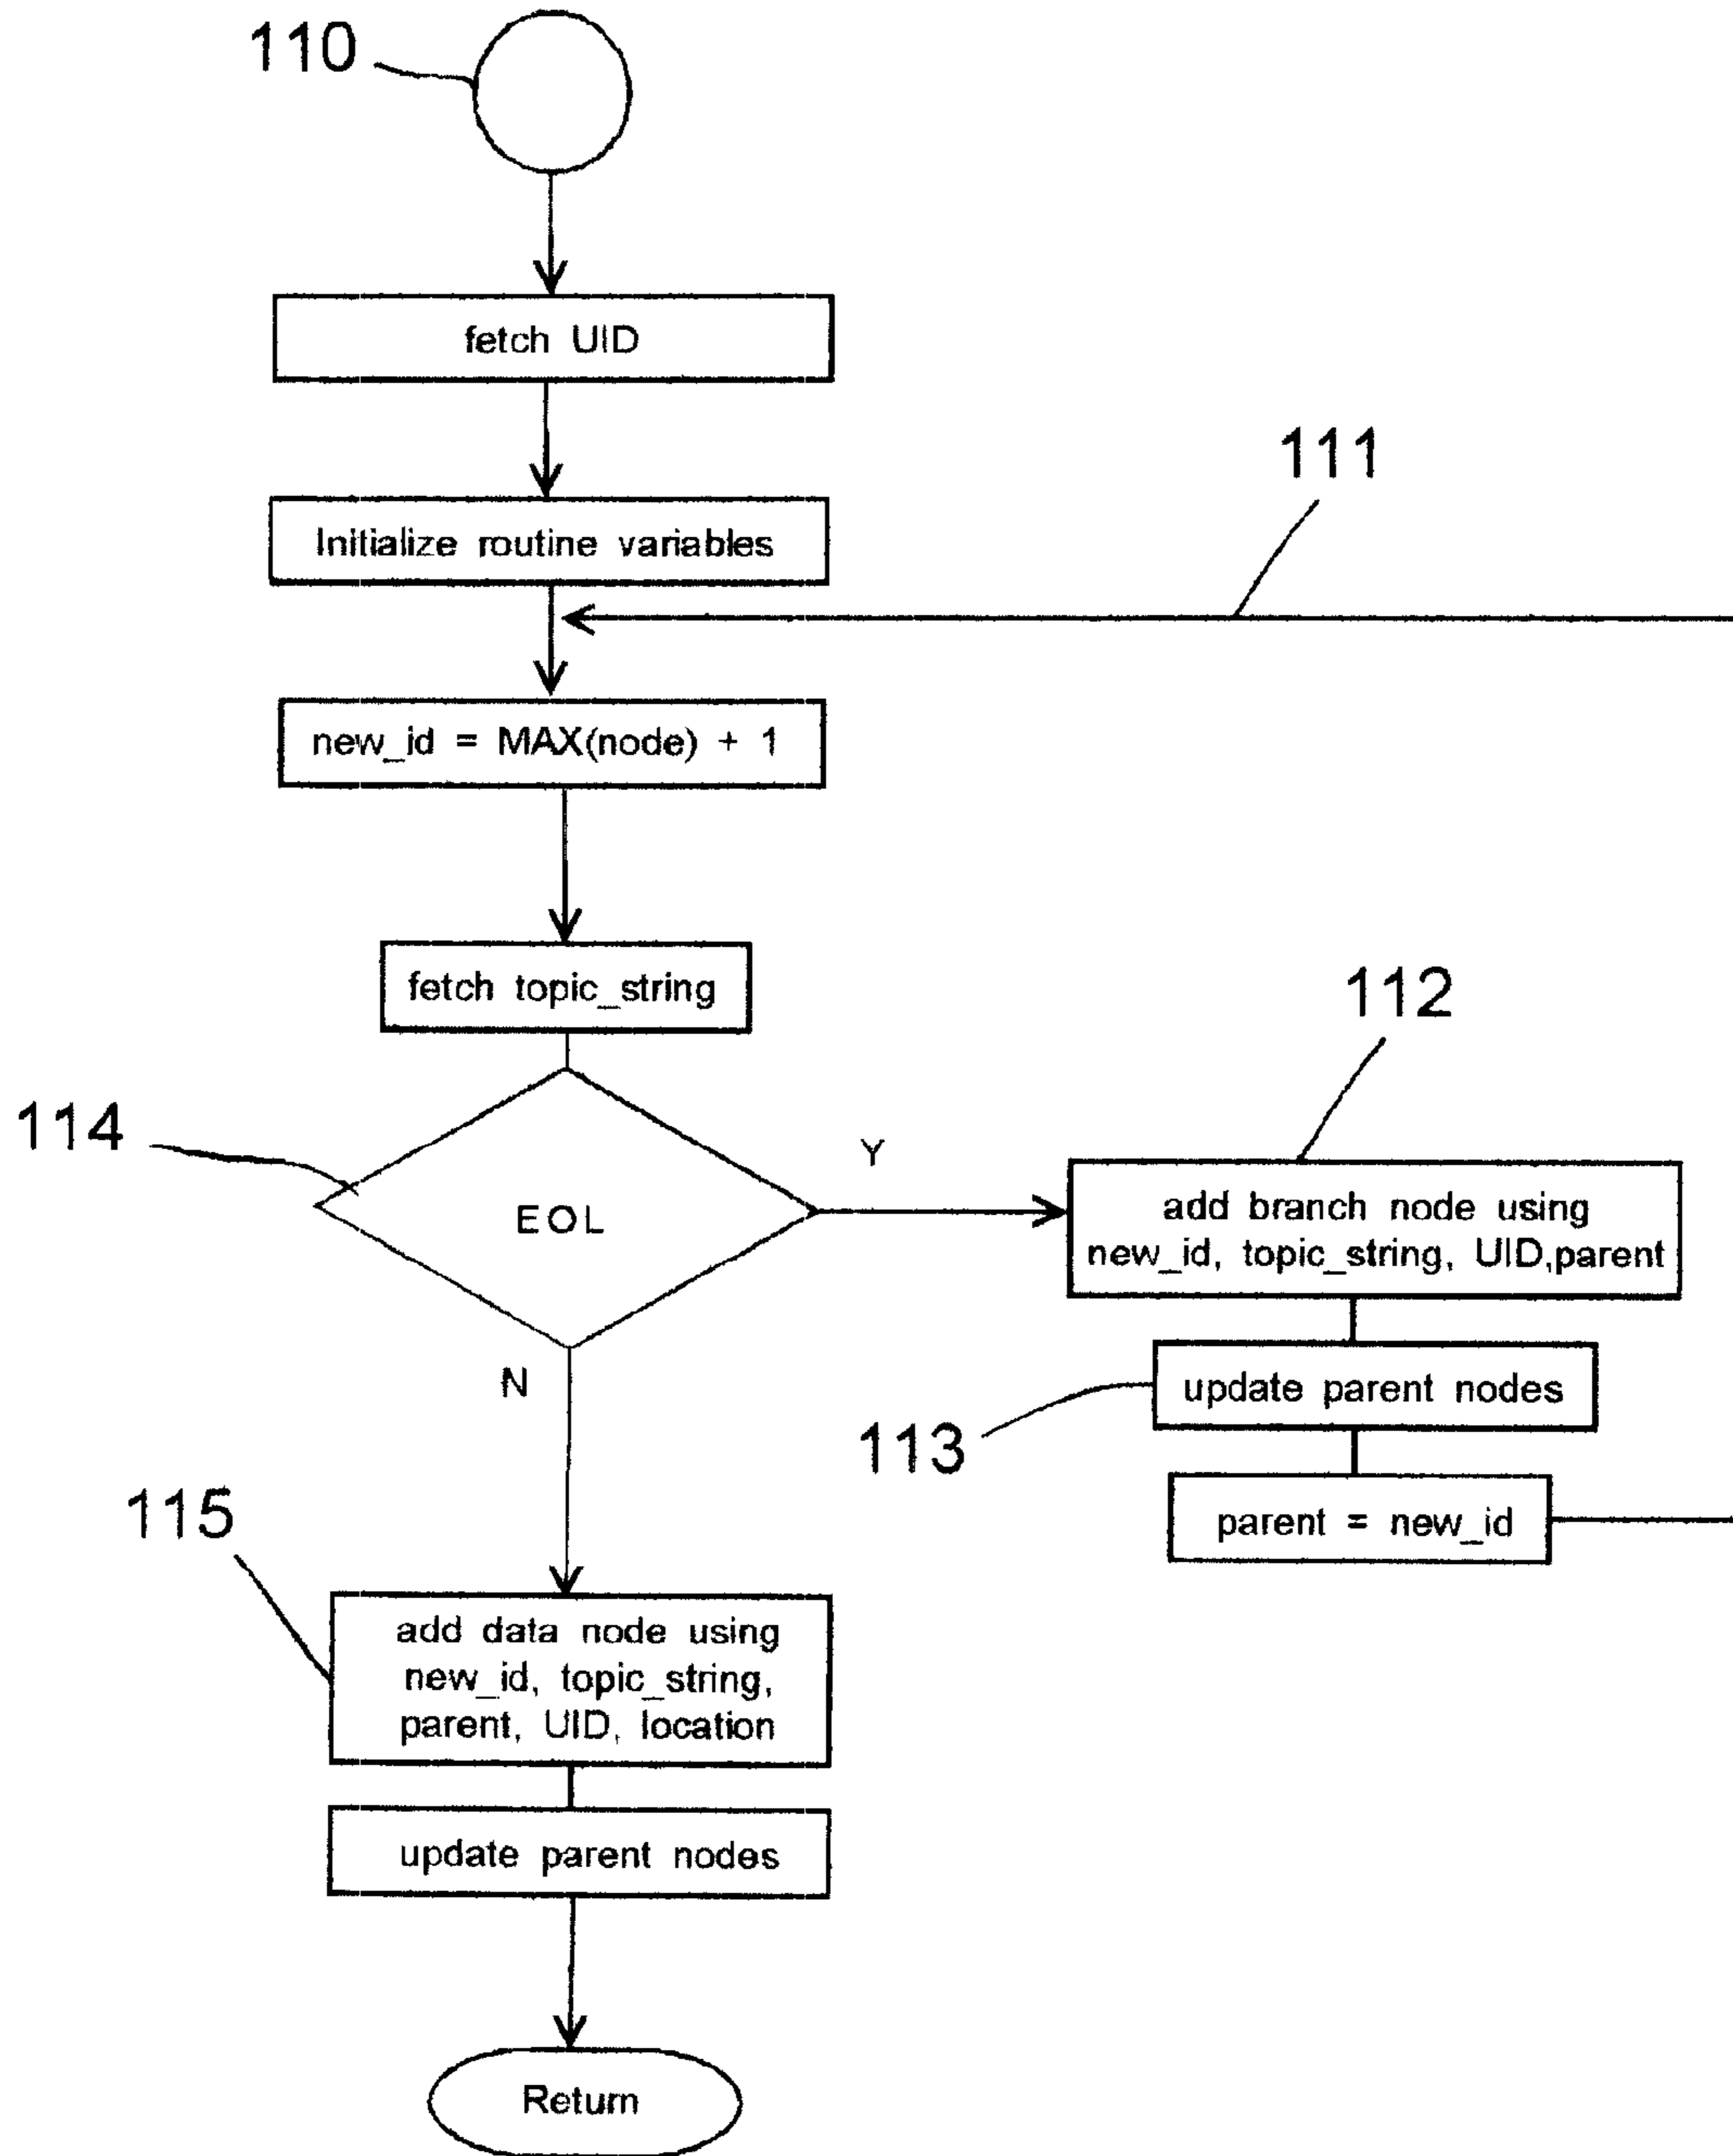 110
fetch UID
111
Initialize routine variables
new_id = MAX(node) + 1
fetch topic_string
112
114
Y
EOL
add branch node using
new_id, topic_string, UID,parent
N
update parent nodes
113
parent = new_id
115
add data node using
new_id, topic_string,
parent, UID, location
update parent nodes
Return